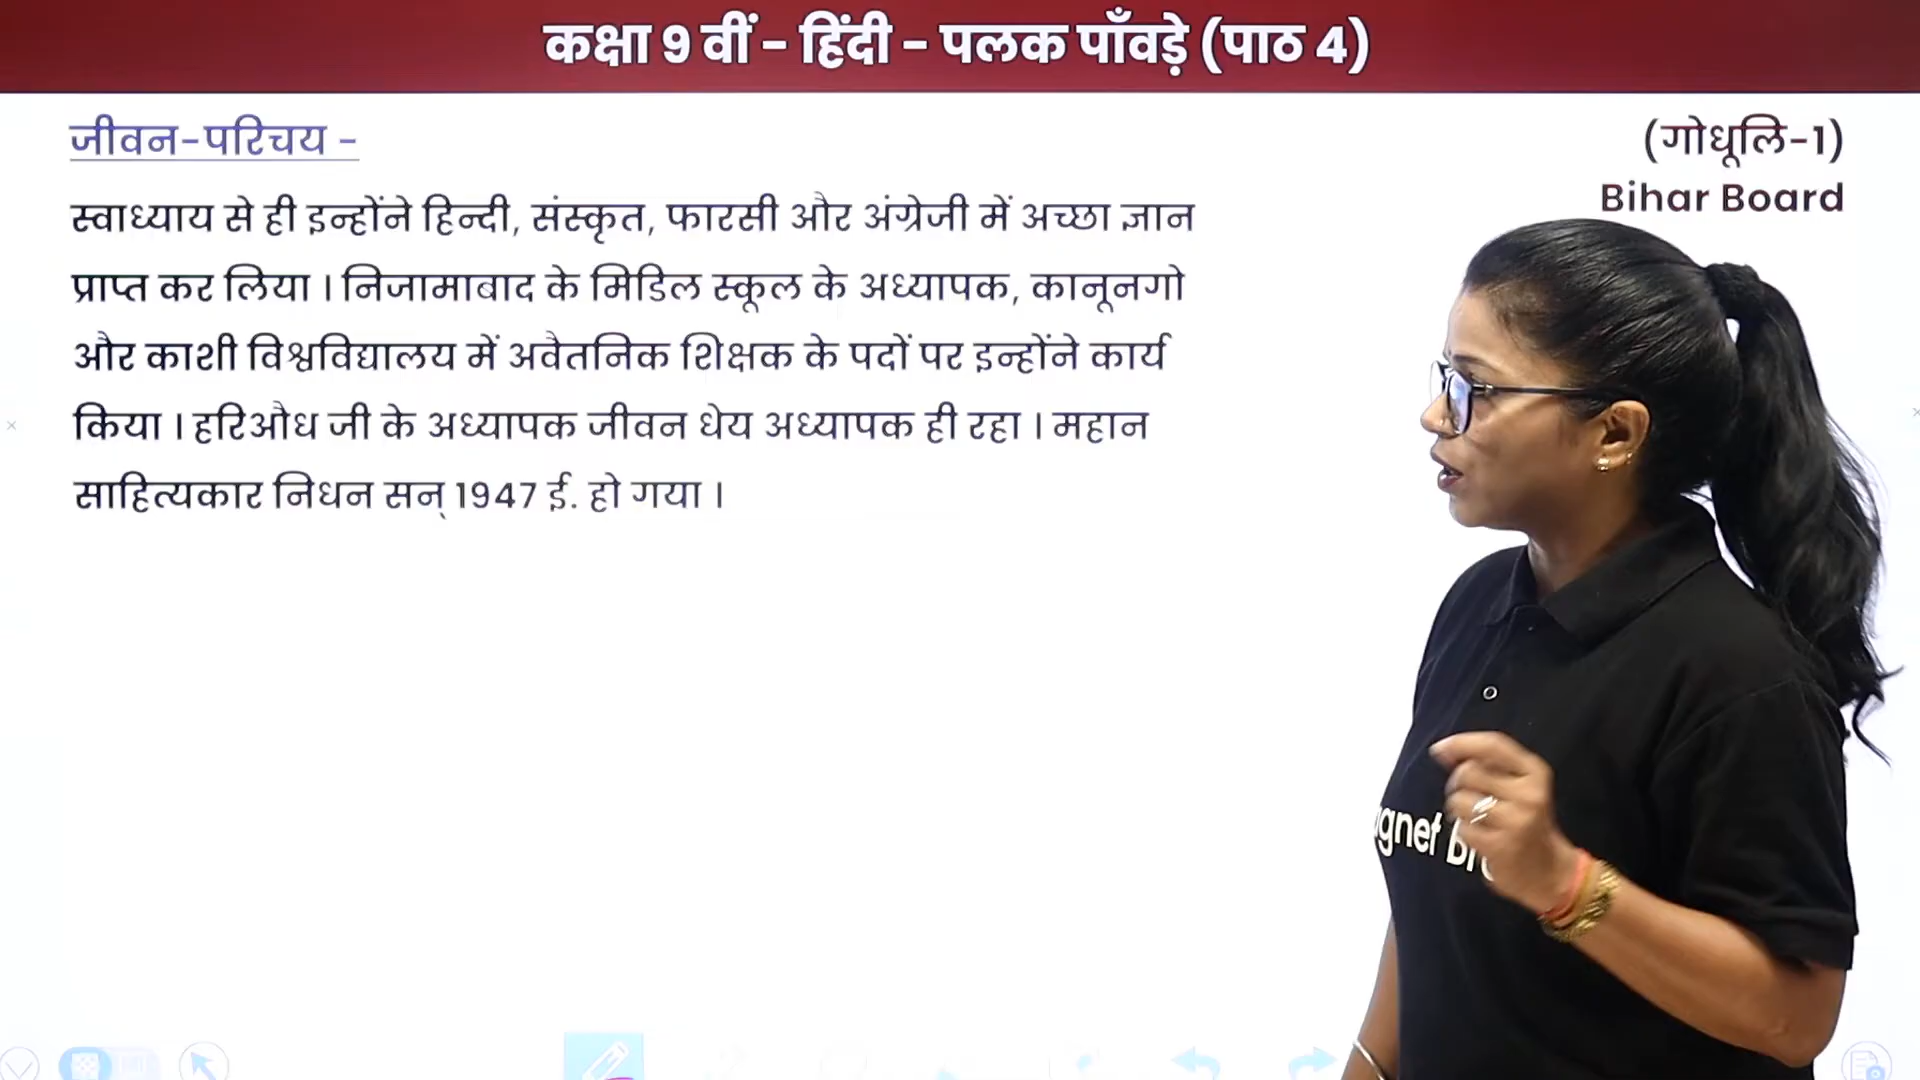 कक्षा 9 वीं - हिंदी - पलक पाँवड़े (पाठ 4)
जीवन-परिचय -
(गोधूलि-1)
Bihar Board
स्वाध्याय से ही इन्होंने हिन्दी, संस्कृत, फारसी और अंग्रेजी में अच्छा ज्ञान
प्राप्त कर लिया । निजामाबाद के मिडिल स्कूल के अध्यापक, कानूनगो
और काशी विश्वविद्यालय में अवैतनिक शिक्षक के पदों पर इन्होंने कार्य
किया । हरिऔध जी के अध्यापक जीवन धेय अध्यापक ही रहा । महान
साहित्यकार निधन सन् 1947 ई. हो गया ।